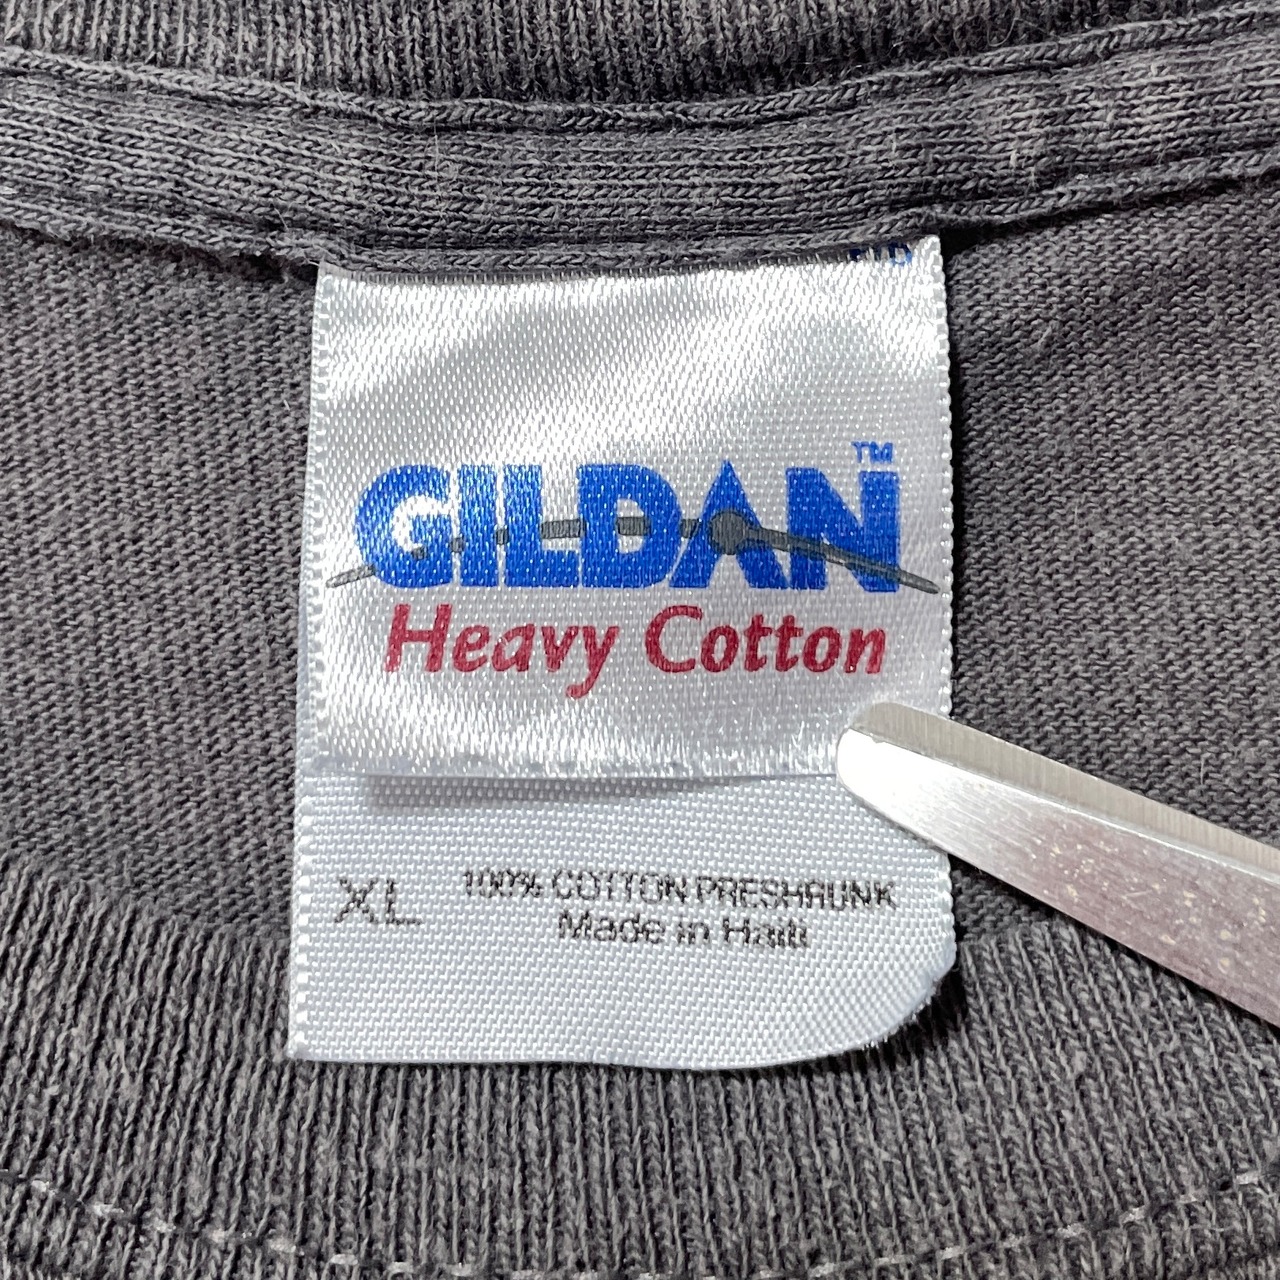 GILDAN™
Heavy Cotton
XL 100% COTTON PRESHRUNK
Made in Haiti